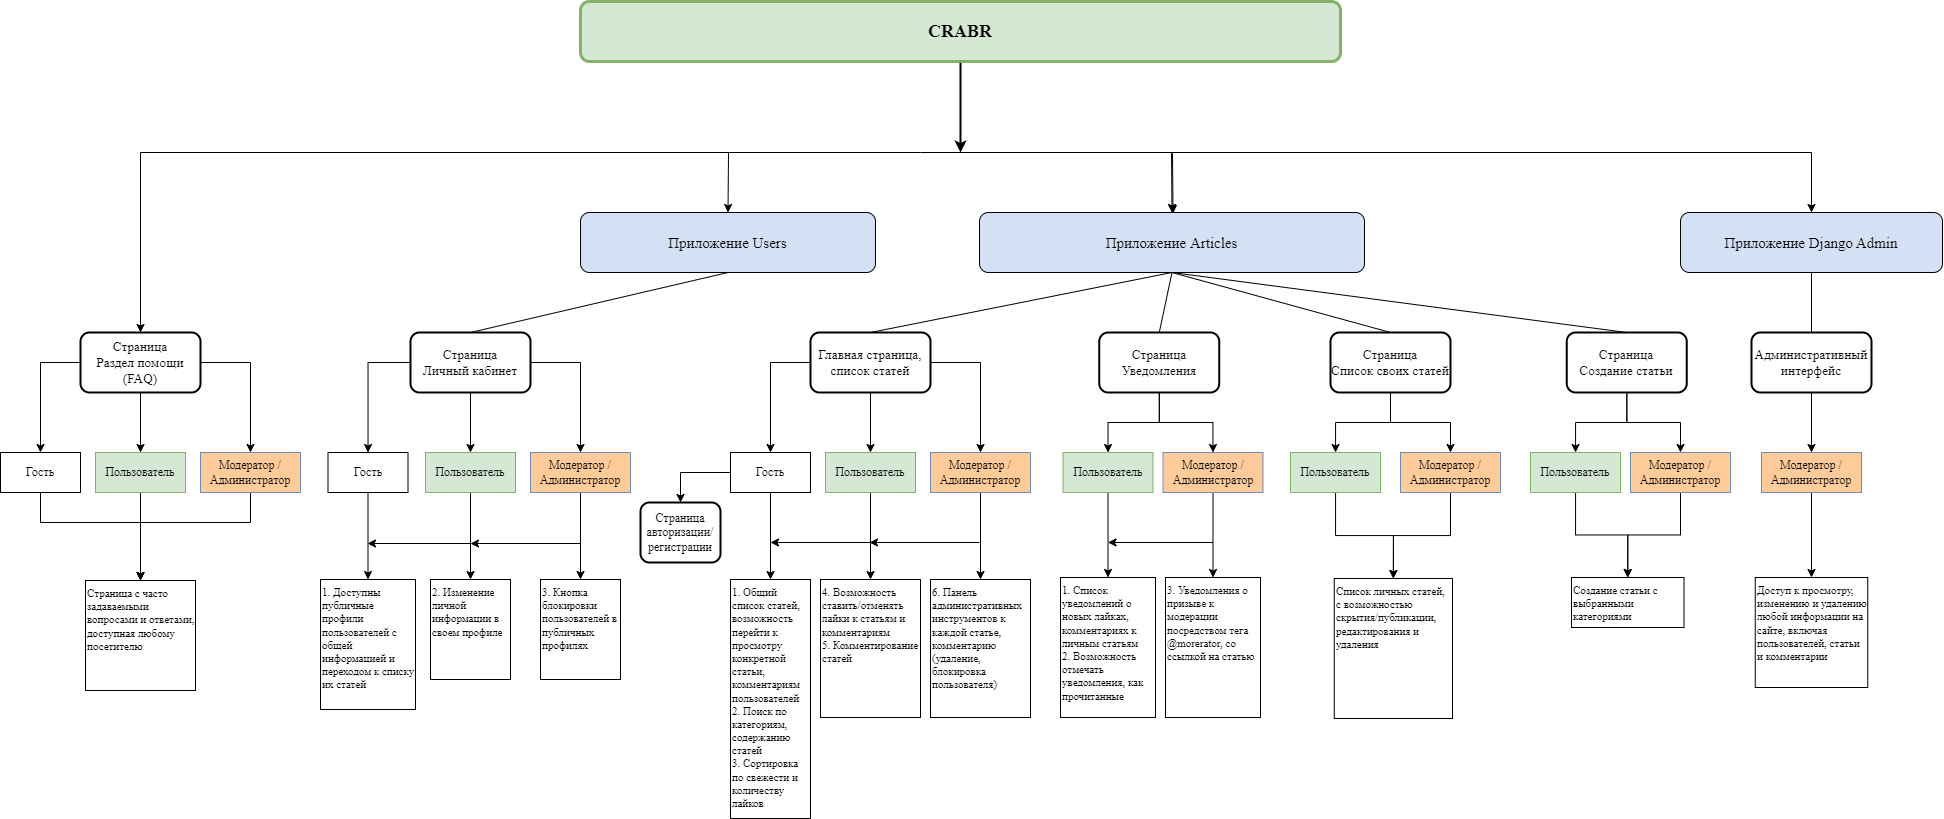 CRABR
Приложение Users
Приложение Articles
Приложение Django Admin
Страница
Раздел помощи
(FAQ)
Страница
Личный кабинет
Главная страница,
список статей
Страница
Уведомления
Страница
Список своих статей
Страница
Создание статьи
Административный
интерфейс
Гость
Пользователь
Модератор /
Администратор
Гость
Пользователь
Модератор /
Администратор
Гость
Пользователь
Модератор /
Администратор
Пользователь
Модератор /
Администратор
Пользователь
Модератор /
Администратор
Пользователь
Модератор /
Администратор
Модератор /
Администратор
Страница
авторизации/
регистрации
Страница с часто
задаваемыми
вопросами и ответами,
доступная любому
посетителю
1. Доступны
публичные
профили
пользователей с
общей
информацией и
переходом к списку
их статей
2. Изменение
личной
информации в
своем профиле
3. Кнопка
блокировки
пользователей в
публичных
профилях
1. Общий
список статей,
возможность
перейти к
просмотру
конкретной
статьи,
комментариям
пользователей
2. Поиск по
категориям,
содержанию
статей
3. Сортировка
по свежести и
количеству
лайков
4. Возможность
ставить/отменять
лайки к статьям и
комментариям
5. Комментирование
статей
6. Панель
административных
инструментов к
каждой статье,
комментарию
(удаление,
блокировка
пользователя)
1. Список
уведомлений о
новых лайках,
комментариях к
личным статьям
2. Возможность
отмечать
уведомления, как
прочитанные
3. Уведомления о
призыве к
модерации
посредством тега
@morerator, со
ссылкой на статью
Список личных статей,
с возможностью
скрытия/публикации,
редактирования и
удаления
Создание статьи с
выбранными
категориями
Доступ к просмотру,
изменению и удалению
любой информации на
сайте, включая
пользователей, статьи
и комментарии